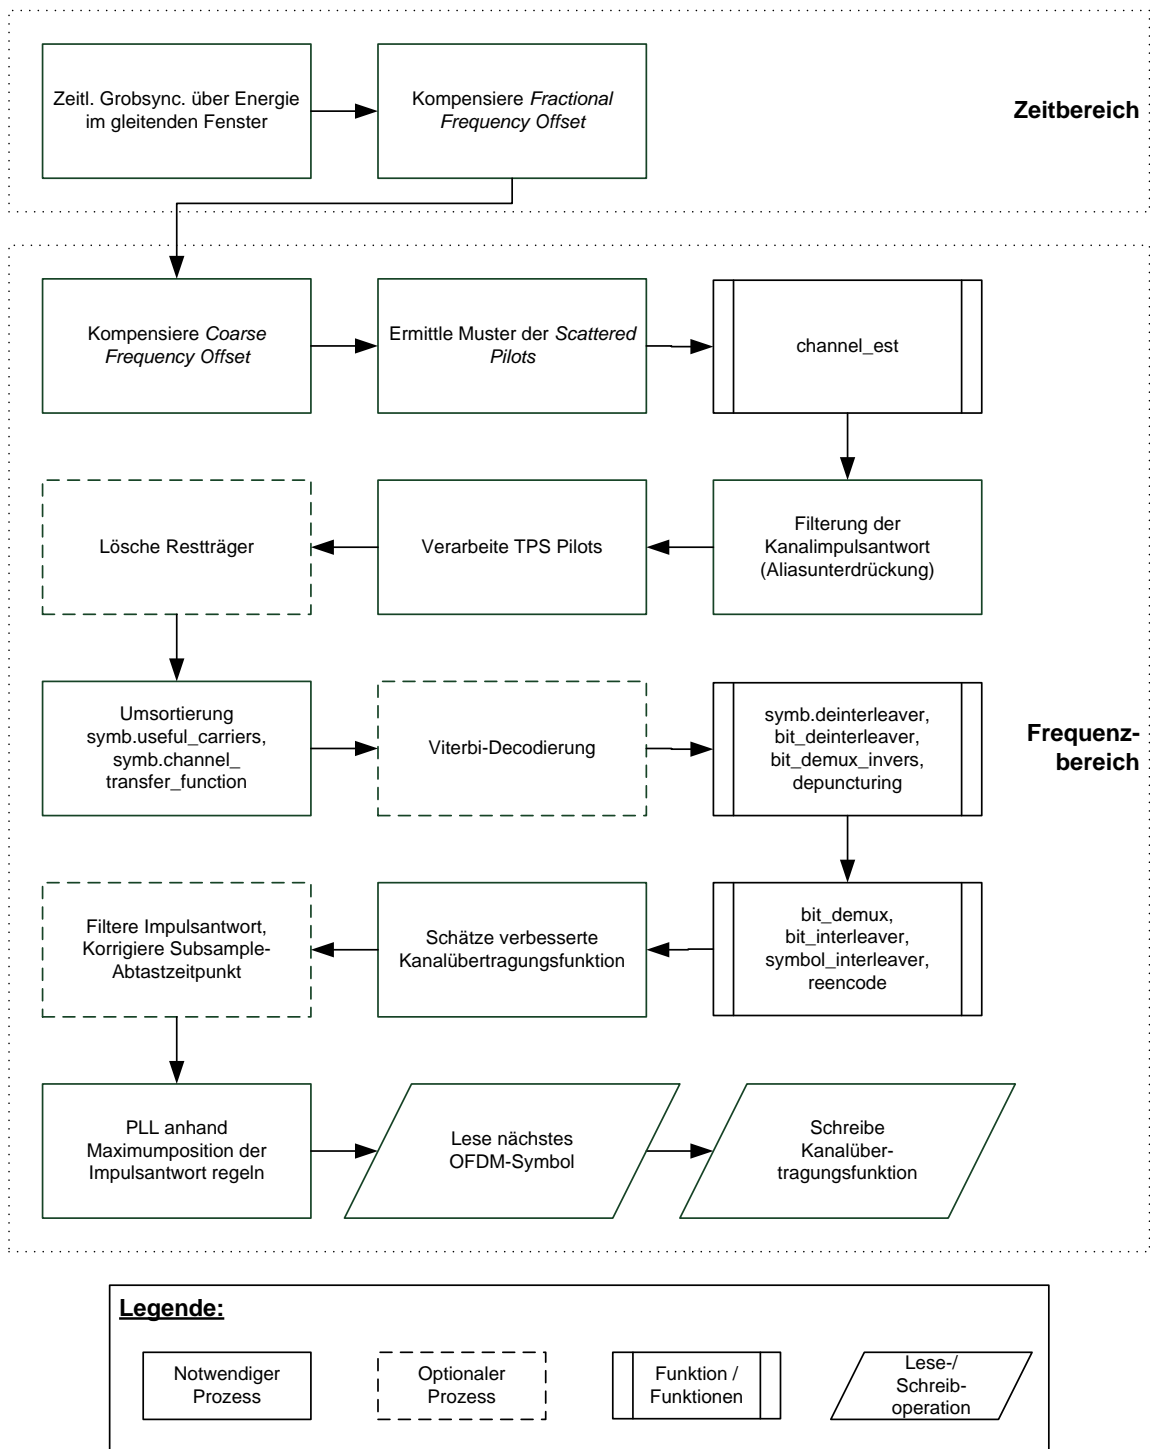 Zeitl. Grobsync. über Energie
im gleitenden Fenster
Kompensiere Fractional
Frequency Offset
Zeitbereich
Kompensiere Coarse
Frequency Offset
Ermittle Muster der Scattered
Pilots
channel_est
Lösche Restträger
Verarbeite TPS Pilots
Filterung der
Kanalimpulsantwort
(Aliasunterdrückung)
Umsortierung
symb.useful_carriers,
symb.channel_
transfer_function
Viterbi-Decodierung
symb.deinterleaver,
bit_deinterleaver,
bit_demux_invers,
depuncturing
Frequenz-
bereich
Filtere Impulsantwort,
Korrigiere Subsample-
Abtastzeitpunkt
Schätze verbesserte
Kanalübertragungsfunktion
bit_demux,
bit_interleaver,
symbol_interleaver,
reencode
PLL anhand
Maximumposition der
Impulsantwort regeln
Lese nächstes
OFDM-Symbol
Schreibe
Kanalüber-
tragungsfunktion
Legende:
Notwendiger
Prozess
Optionaler
Prozess
Funktion /
Funktionen
Lese-/
Schreib-
operation